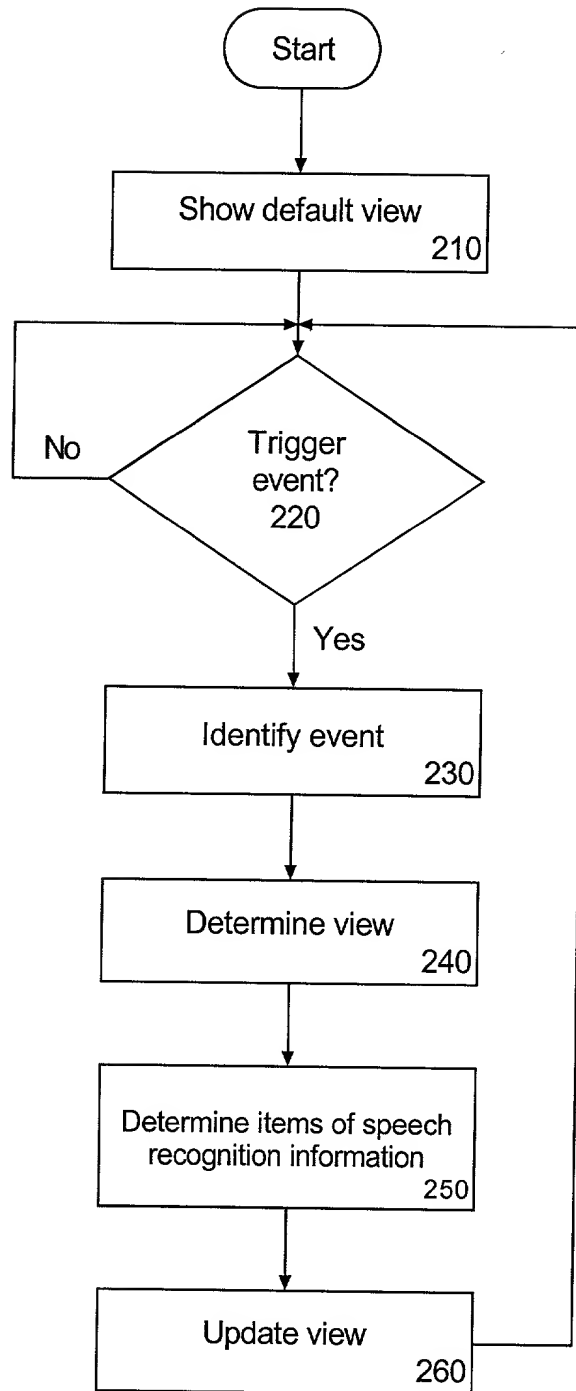 Start
Show default view
210
Trigger
event?
220
No
Yes
Identify event
230
Determine view
240
Determine items of speech
recognition information
250
Update view
260